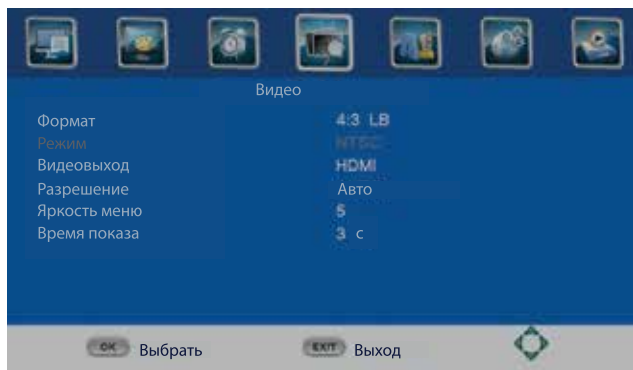 Видео
Формат 4:3 LB
Режим NTSC
Видеовыход HDMI
Разрешение Авто
Яркость меню 5
Время показа 3 с
OK Выбрать EXIT Выход